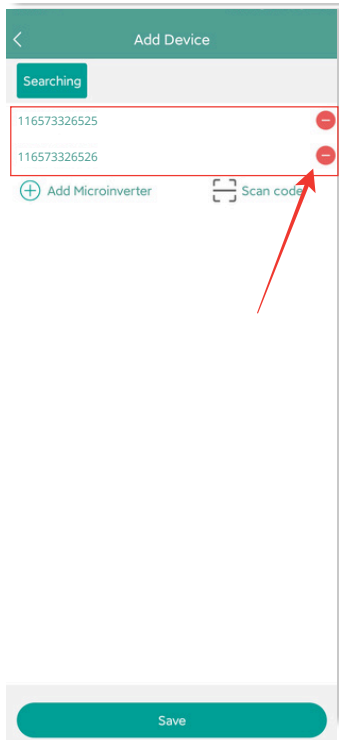 Add Device
Searching
116573326525
116573326526
Add Microinverter Scan code
Save